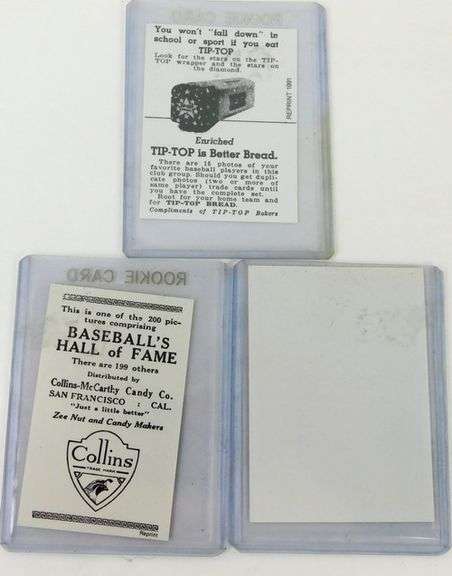 ROOKIE CARD
You won't "fall down" in
school or sport if you eat
TIP-TOP
Look for the stars on the TIP-
TOP wrapper and the stars on
the diamond.
REPRINT 1991
Enriched
TIP-TOP is Better Bread.
There are 16 photos of your
favorite baseball players in this
club group. Should you get dupli-
cate photos (two or more of
same player) trade cards until
you have the complete set.
Root for your home team and
for TIP-TOP BREAD.
Compliments of TIP-TOP Bakers
ROOKIE CARD
This is one of the 200 pic-
tures comprising
BASEBALL'S
HALL of FAME
There are 199 others
Distributed by
Collins-McCarthy Candy Co.
SAN FRANCISCO : CAL.
"Just a little better"
Zee Nut and Candy Makers
Collins
TRADE MARK
Reprint